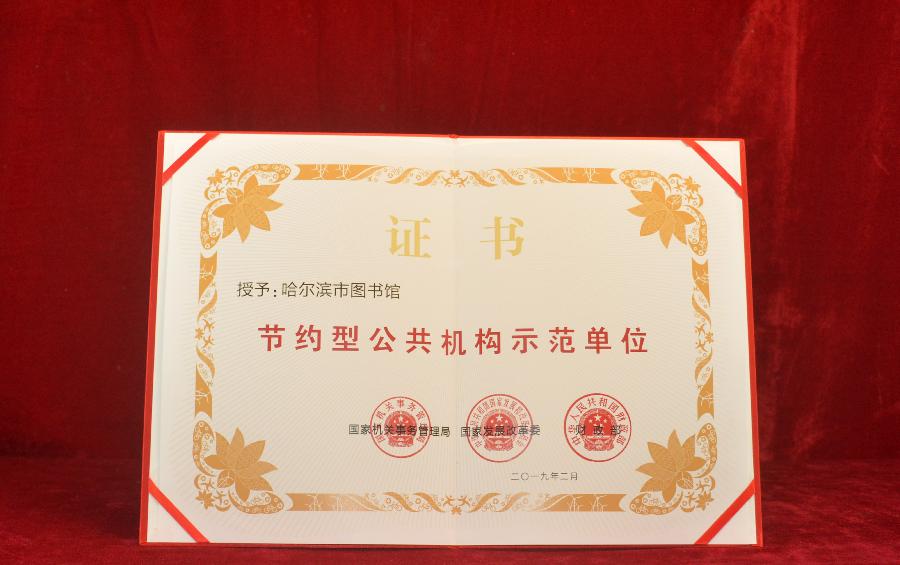 证 书
授予:哈尔滨市图书馆
节约型公共机构示范单位
国家机关事务管理局 国家发展改革委 财政部
二〇一九年二月